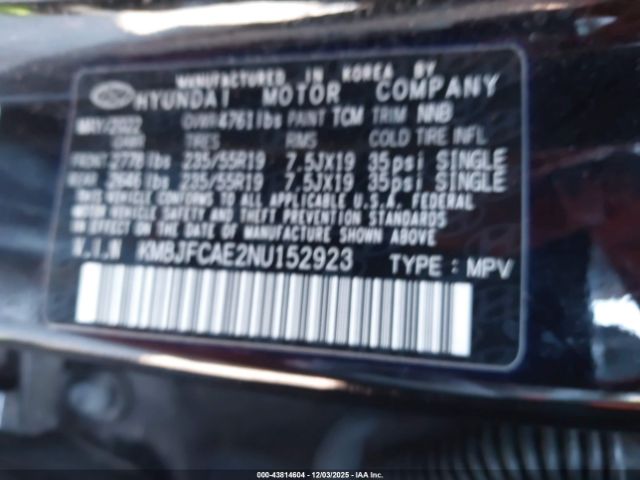 MANUFACTURED IN KOREA BY
HYUNDAI MOTOR COMPANY
MAY/2022 GVWR 4761lbs PAINT TCM TRIM NNB
GAWR TIRE RIMS COLD TIRE INFL
FRONT 2778lbs 235/55R19 7.5JX19 35psi SINGLE
REAR 2646lbs 235/55R19 7.5JX19 35psi SINGLE
THIS VEHICLE CONFORMS TO ALL APPLICABLE U.S.A. FEDERAL
MOTOR VEHICLE SAFETY AND THEFT PREVENTION STANDARDS
IN EFFECT ON THE DATE OF MANUFACTURE SHOWN ABOVE.
V.I.N KM8JFCAE2NU152923 TYPE : MPV
000-43814604 - 12/03/2025 - IAA Inc.